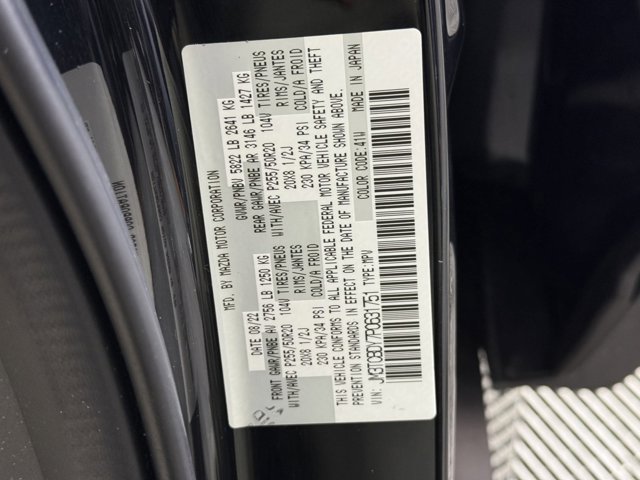 MFD. BY MAZDA MOTOR CORPORATION
DATE 08/22 GVWR/PNBV 5822 LB 2641 KG
FRONT GAWR/PNBE AV 2756 LB 1250 KG REAR GAWR/PNBE AR 3146 LB 1427 KG
WITH/AVEC P255/50R20 104V TIRES/PNEUS WITH/AVEC P255/50R20 104V TIRES/PNEUS
20X8 1/2J RIMS/JANTES 20X8 1/2J RIMS/JANTES
230 KPA/34 PSI COLD/A FROID 230 KPA/34 PSI COLD/A FROID
THIS VEHICLE CONFORMS TO ALL APPLICABLE FEDERAL MOTOR VEHICLE SAFETY AND THEFT
PREVENTION STANDARDS IN EFFECT ON THE DATE OF MANUFACTURE SHOWN ABOVE.
TYPE:MPV COLOR CODE:41W MADE IN JAPAN
VIN: JM3TCBDY7P0631751